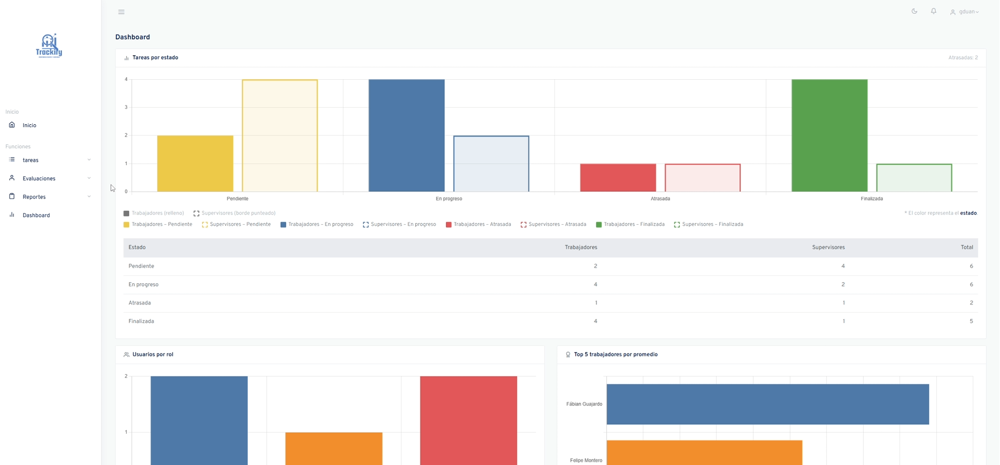 gduan
Trackify
Dashboard
Tareas por estado
Atrasadas: 2
4
3
2
1
0
Pendiente
En progreso
Atrasada
Finalizada
Inicio
Inicio
Funciones
tareas
Evaluaciones
Reportes
Dashboard
Trabajadores (relleno) Supervisores (borde punteado)
* El color representa el estado.
Trabajadores – Pendiente Supervisores – Pendiente Trabajadores – En progreso Supervisores – En progreso Trabajadores – Atrasada Supervisores – Atrasada Trabajadores – Finalizada Supervisores – Finalizada
Estado Trabajadores Supervisores Total
Pendiente 2 4 6
En progreso 4 2 6
Atrasada 1 1 2
Finalizada 4 1 5
Usuarios por rol
2
1
Top 5 trabajadores por promedio
Fábian Guajardo
Felipe Montero